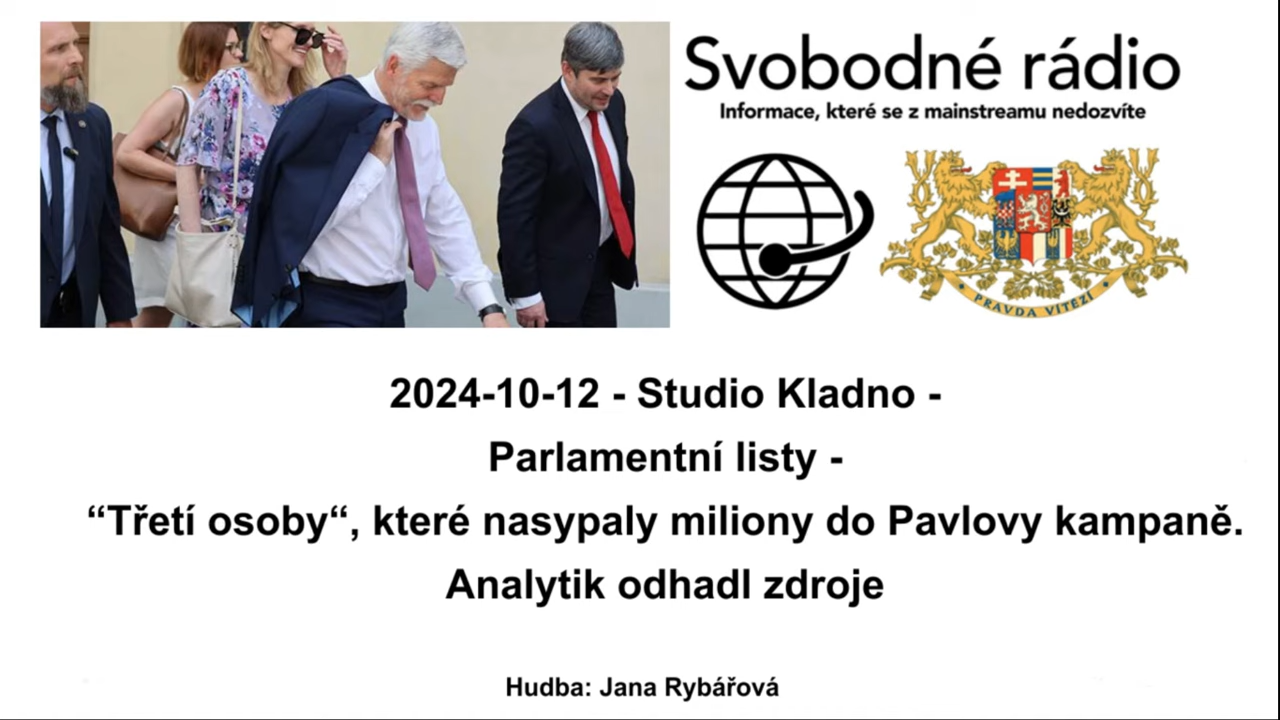 Svobodné rádio
Informace, které se z mainstreamu nedozvíte
PRAVDA VÍTĚZÍ
2024-10-12 - Studio Kladno -
Parlamentní listy -
“Třetí osoby“, které nasypaly miliony do Pavlovy kampaně.
Analytik odhadl zdroje
Hudba: Jana Rybářová